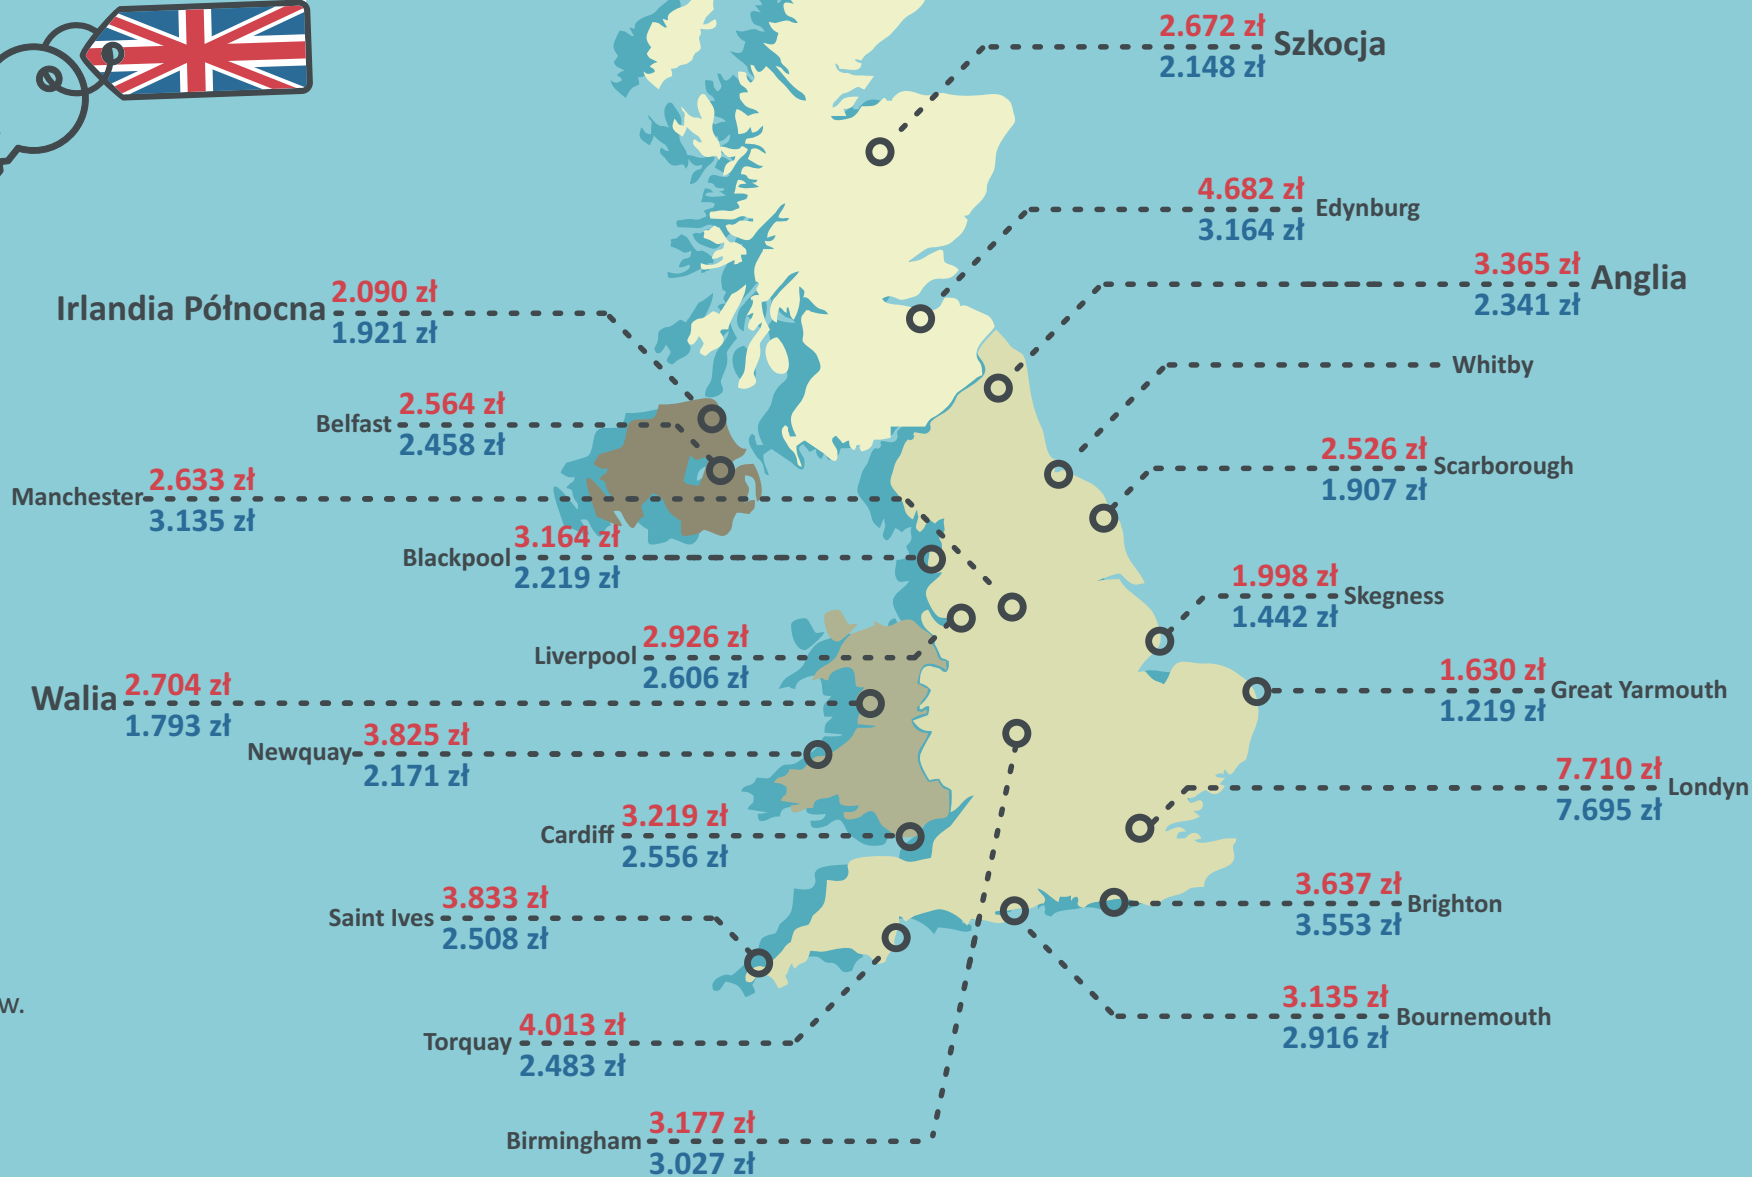 2.672 zł
Szkocja
2.148 zł
4.682 zł
Edynburg
3.164 zł
3.365 zł
Anglia
2.341 zł
Irlandia Północna
2.090 zł
1.921 zł
Whitby
Belfast
2.564 zł
2.458 zł
2.526 zł
Scarborough
1.907 zł
Manchester
2.633 zł
3.135 zł
Blackpool
3.164 zł
2.219 zł
1.998 zł
Skegness
1.442 zł
Liverpool
2.926 zł
2.606 zł
1.630 zł
Great Yarmouth
1.219 zł
Walia
2.704 zł
1.793 zł
Newquay
3.825 zł
2.171 zł
7.710 zł
Londyn
7.695 zł
Cardiff
3.219 zł
2.556 zł
3.637 zł
Brighton
3.553 zł
Saint Ives
3.833 zł
2.508 zł
w.
3.135 zł
Bournemouth
2.916 zł
Torquay
4.013 zł
2.483 zł
Birmingham
3.177 zł
3.027 zł